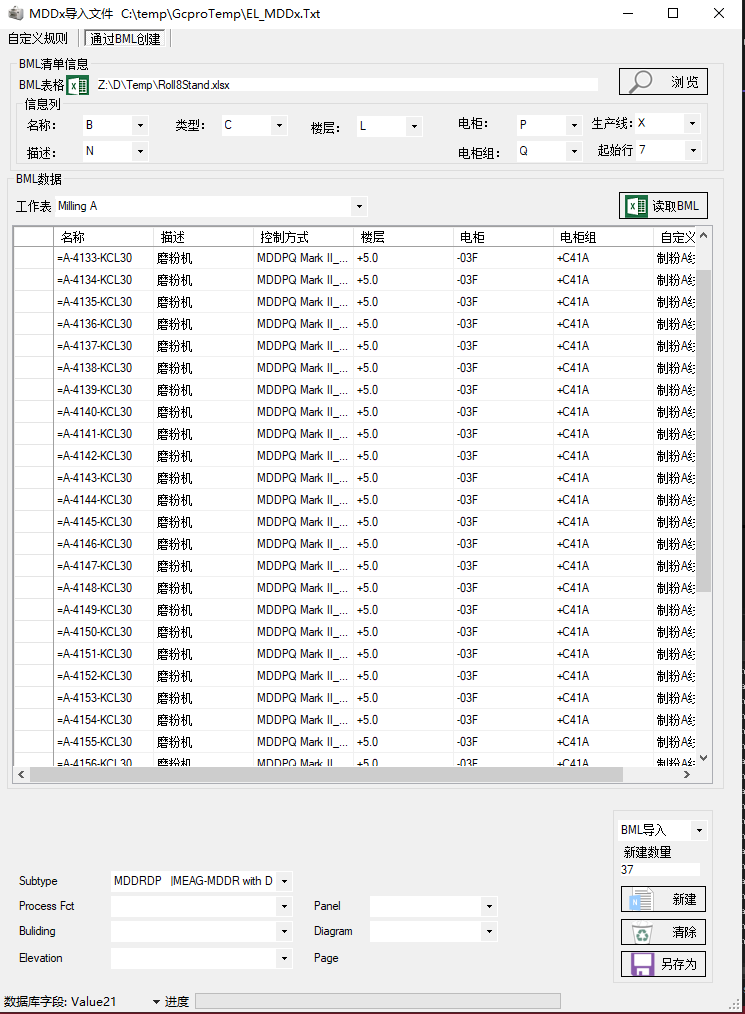 MDDx导入文件 C:\temp\GcproTemp\EL_MDDx.Txt
自定义规则 通过BML创建
BML清单信息
BML表格 Z:\D\Temp\Roll8Stand.xlsx 浏览
信息列
名称: B 类型: C 楼层: L 电柜: P 生产线: X
描述: N 电柜组: Q 起始行 7
BML数据
工作表 Milling A 读取BML
名称 描述 控制方式 楼层 电柜 电柜组 自定义
=A-4133-KCL30 磨粉机 MDDPQ Mark II_... +5.0 -03F +C41A 制粉A
=A-4134-KCL30 磨粉机 MDDPQ Mark II_... +5.0 -03F +C41A 制粉A
=A-4135-KCL30 磨粉机 MDDPQ Mark II_... +5.0 -03F +C41A 制粉A
=A-4136-KCL30 磨粉机 MDDPQ Mark II_... +5.0 -03F +C41A 制粉A
=A-4137-KCL30 磨粉机 MDDPQ Mark II_... +5.0 -03F +C41A 制粉A
=A-4138-KCL30 磨粉机 MDDPQ Mark II_... +5.0 -03F +C41A 制粉A
=A-4139-KCL30 磨粉机 MDDPQ Mark II_... +5.0 -03F +C41A 制粉A
=A-4140-KCL30 磨粉机 MDDPQ Mark II_... +5.0 -03F +C41A 制粉A
=A-4141-KCL30 磨粉机 MDDPQ Mark II_... +5.0 -03F +C41A 制粉A
=A-4142-KCL30 磨粉机 MDDPQ Mark II_... +5.0 -03F +C41A 制粉A
=A-4143-KCL30 磨粉机 MDDPQ Mark II_... +5.0 -03F +C41A 制粉A
=A-4144-KCL30 磨粉机 MDDPQ Mark II_... +5.0 -03F +C41A 制粉A
=A-4145-KCL30 磨粉机 MDDPQ Mark II_... +5.0 -03F +C41A 制粉A
=A-4146-KCL30 磨粉机 MDDPQ Mark II_... +5.0 -03F +C41A 制粉A
=A-4147-KCL30 磨粉机 MDDPQ Mark II_... +5.0 -03F +C41A 制粉A
=A-4148-KCL30 磨粉机 MDDPQ Mark II_... +5.0 -03F +C41A 制粉A
=A-4149-KCL30 磨粉机 MDDPQ Mark II_... +5.0 -03F +C41A 制粉A
=A-4150-KCL30 磨粉机 MDDPQ Mark II_... +5.0 -03F +C41A 制粉A
=A-4151-KCL30 磨粉机 MDDPQ Mark II_... +5.0 -03F +C41A 制粉A
=A-4152-KCL30 磨粉机 MDDPQ Mark II_... +5.0 -03F +C41A 制粉A
=A-4153-KCL30 磨粉机 MDDPQ Mark II_... +5.0 -03F +C41A 制粉A
=A-4154-KCL30 磨粉机 MDDPQ Mark II_... +5.0 -03F +C41A 制粉A
=A-4155-KCL30 磨粉机 MDDPQ Mark II_... +5.0 -03F +C41A 制粉A
=A-4156-KCL30 磨粉机 MDDPQ Mark II_... +5.0 -03F +C41A 制粉A
BML导入
新建数量
37
Subtype MDDRDP |MEAG-MDDR with D
Process Fct Panel 新建
Buliding Diagram 清除
Elevation Page 另存为
数据库字段: Value21 进度